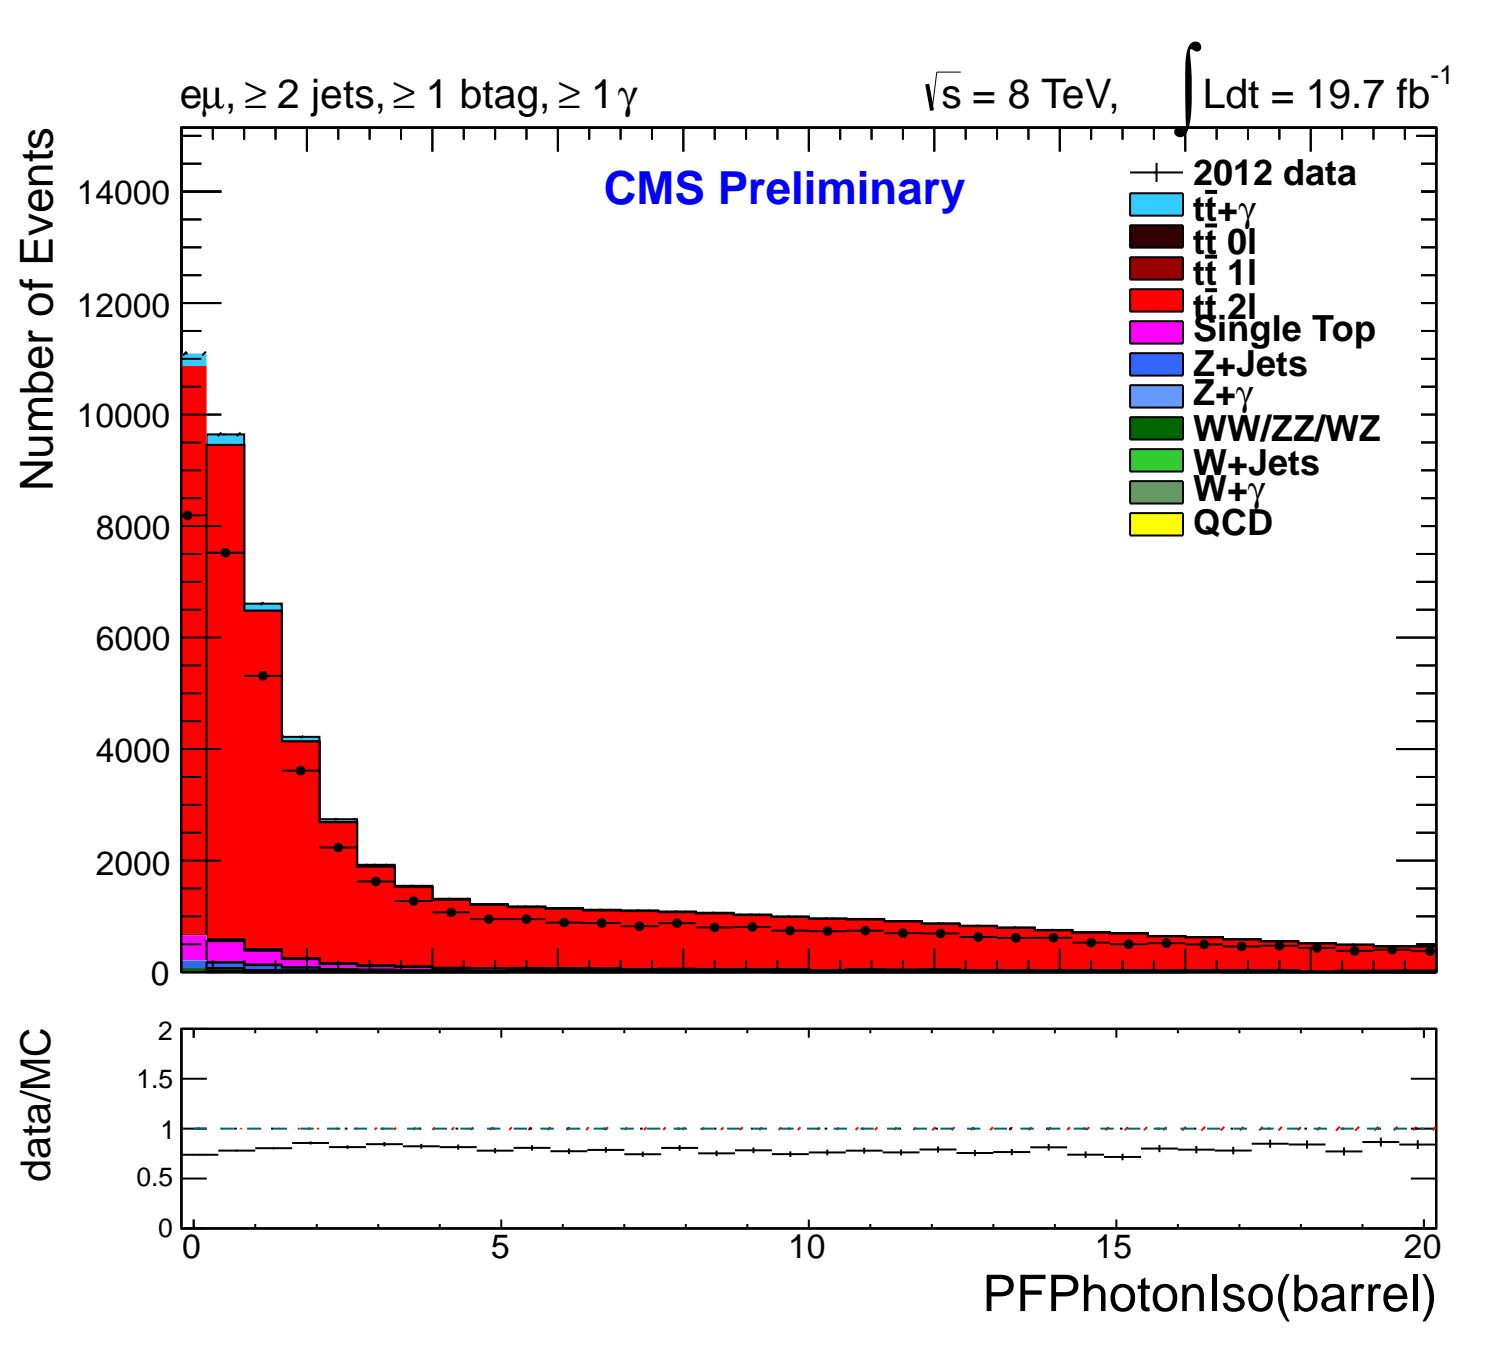 eμ, ≥ 2 jets, ≥ 1 btag, ≥ 1 γ
√s = 8 TeV, ∫ Ldt = 19.7 fb⁻¹
CMS Preliminary
Number of Events
14000
12000
10000
8000
6000
4000
2000
0
2012 data
tt̄+γ
tt̄ 0l
tt̄ 1l
tt̄ 2l
Single Top
Z+Jets
Z+γ
WW/ZZ/WZ
W+Jets
W+γ
QCD
data/MC
2
1.5
1
0.5
0
0 5 10 15 20
PFPhotonIso(barrel)